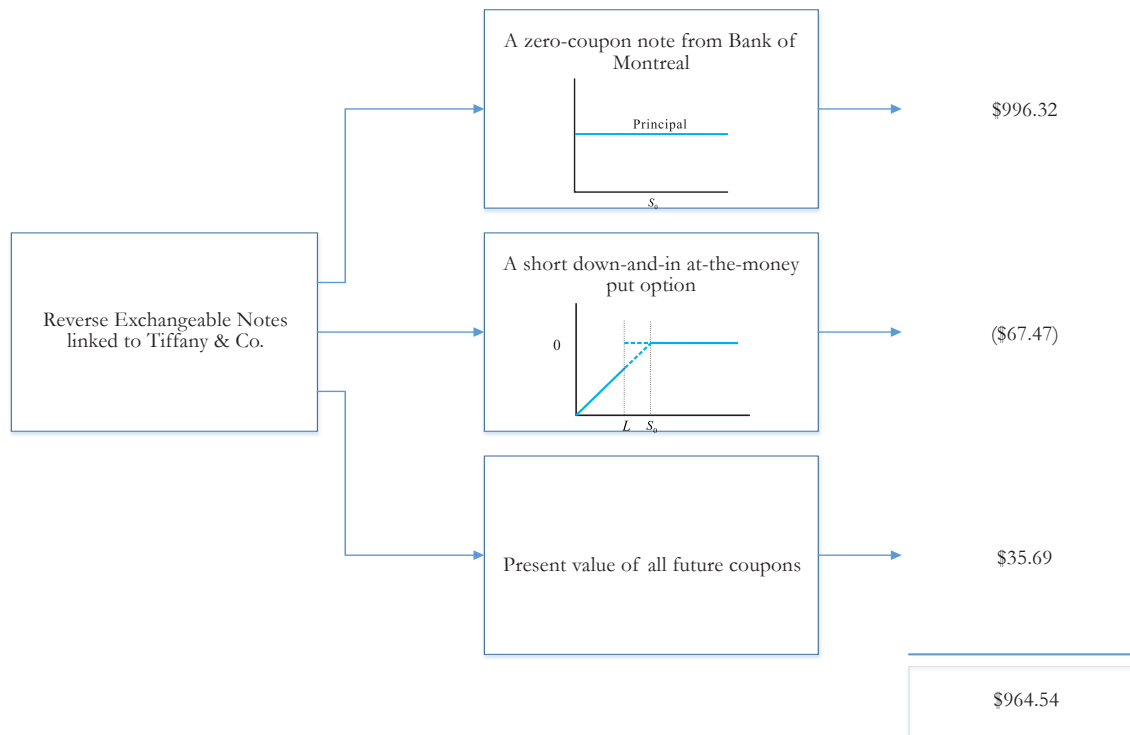 A zero-coupon note from Bank of
Montreal
Principal
S₀
$996.32
Reverse Exchangeable Notes
linked to Tiffany & Co.
A short down-and-in at-the-money
put option
0
L S₀
($67.47)
Present value of all future coupons
$35.69
$964.54